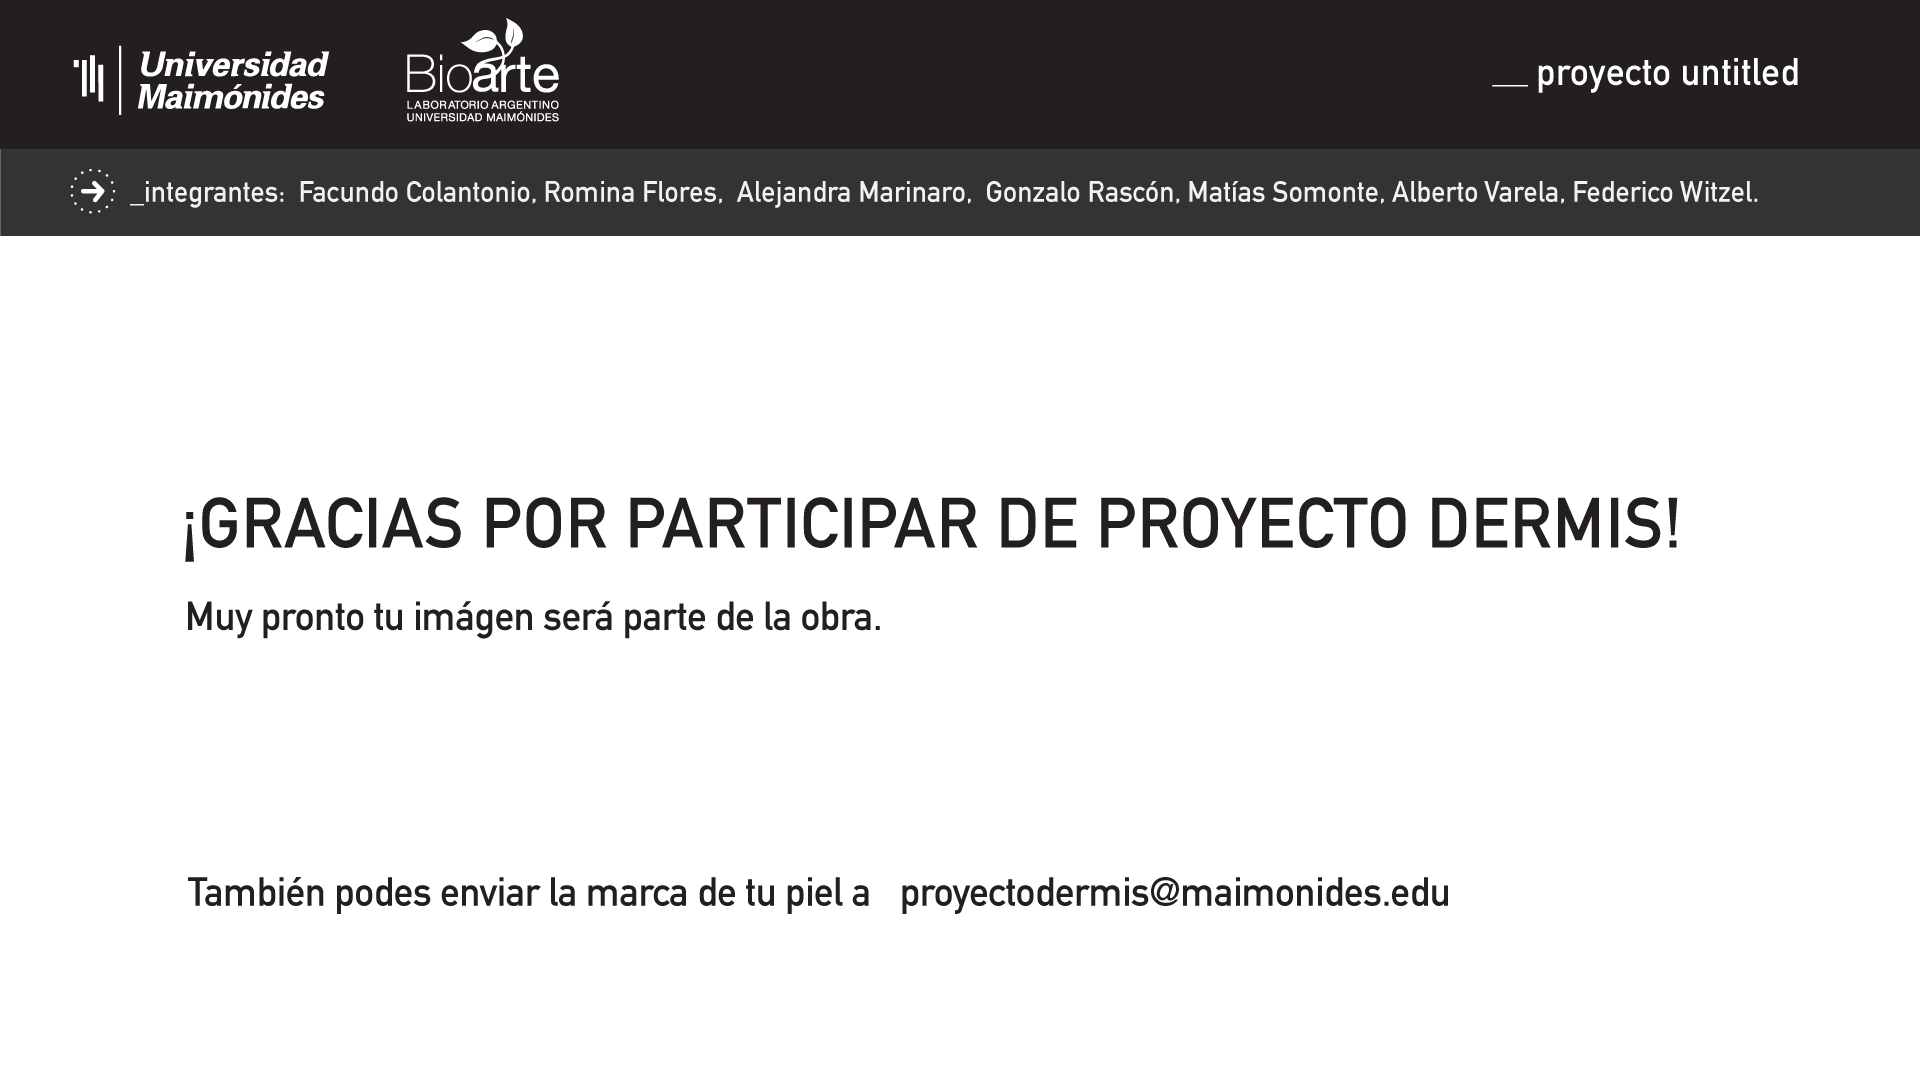 Universidad
Maimónides
Bioarte
LABORATORIO ARGENTINO
UNIVERSIDAD MAIMÓNIDES
__ proyecto untitled
_integrantes: Facundo Colantonio, Romina Flores, Alejandra Marinaro, Gonzalo Rascón, Matías Somonte, Alberto Varela, Federico Witzel.
¡GRACIAS POR PARTICIPAR DE PROYECTO DERMIS!
Muy pronto tu imágen será parte de la obra.
También podes enviar la marca de tu piel a proyectodermis@maimonides.edu